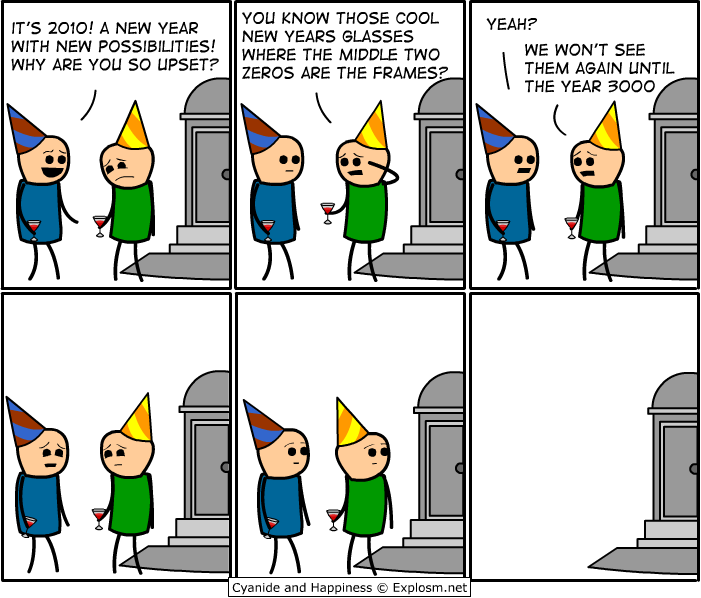 IT'S 2010! A NEW YEAR
WITH NEW POSSIBILITIES!
WHY ARE YOU SO UPSET?
YOU KNOW THOSE COOL
NEW YEARS GLASSES
WHERE THE MIDDLE TWO
ZEROS ARE THE FRAMES?
YEAH?
WE WON'T SEE
THEM AGAIN UNTIL
THE YEAR 3000
Cyanide and Happiness © Explosm.net